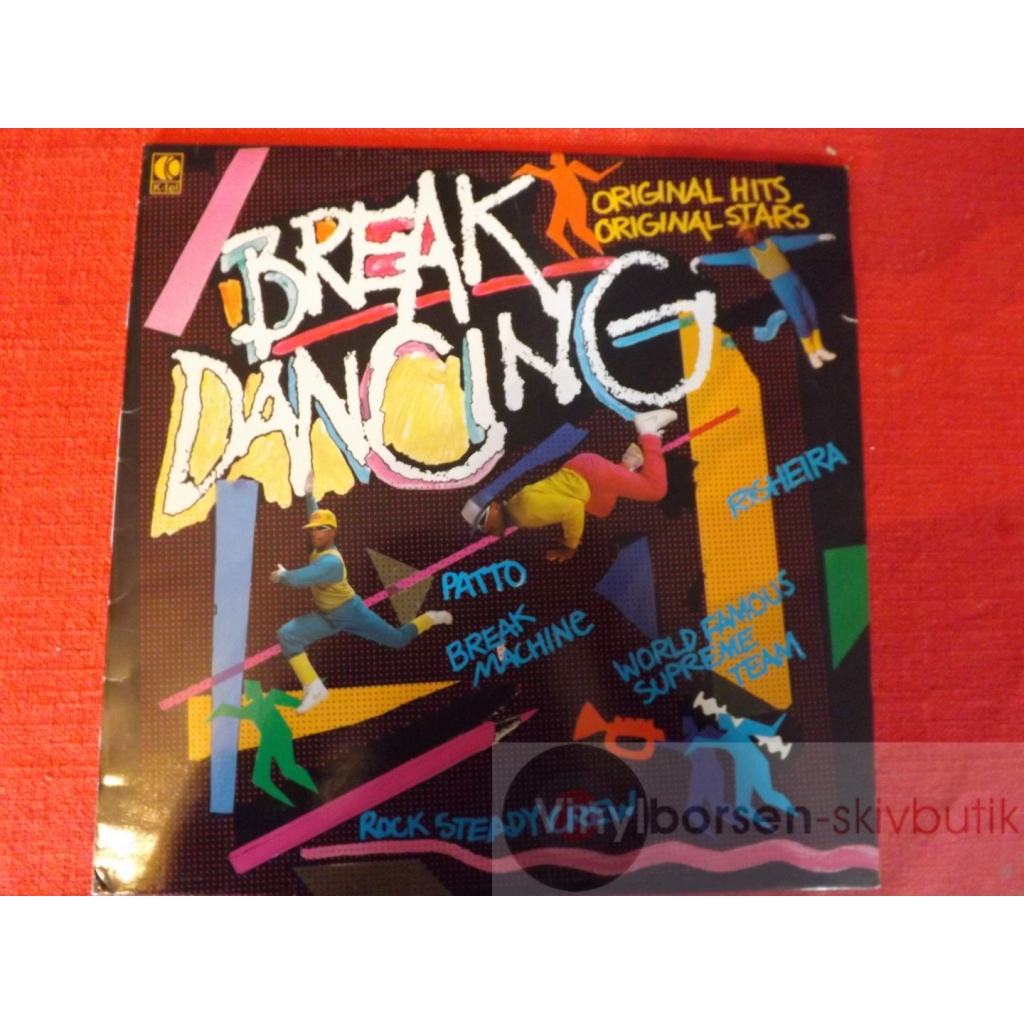 K-tel
ORIGINAL HITS
ORIGINAL STARS
BREAK
DANCING
RISHEIRA
PATTO
BREAK
MACHINE
WORLD FAMOUS
SUPREME
TEAM
ROCK STEADY CREW
Vinylborsen-skivbutik